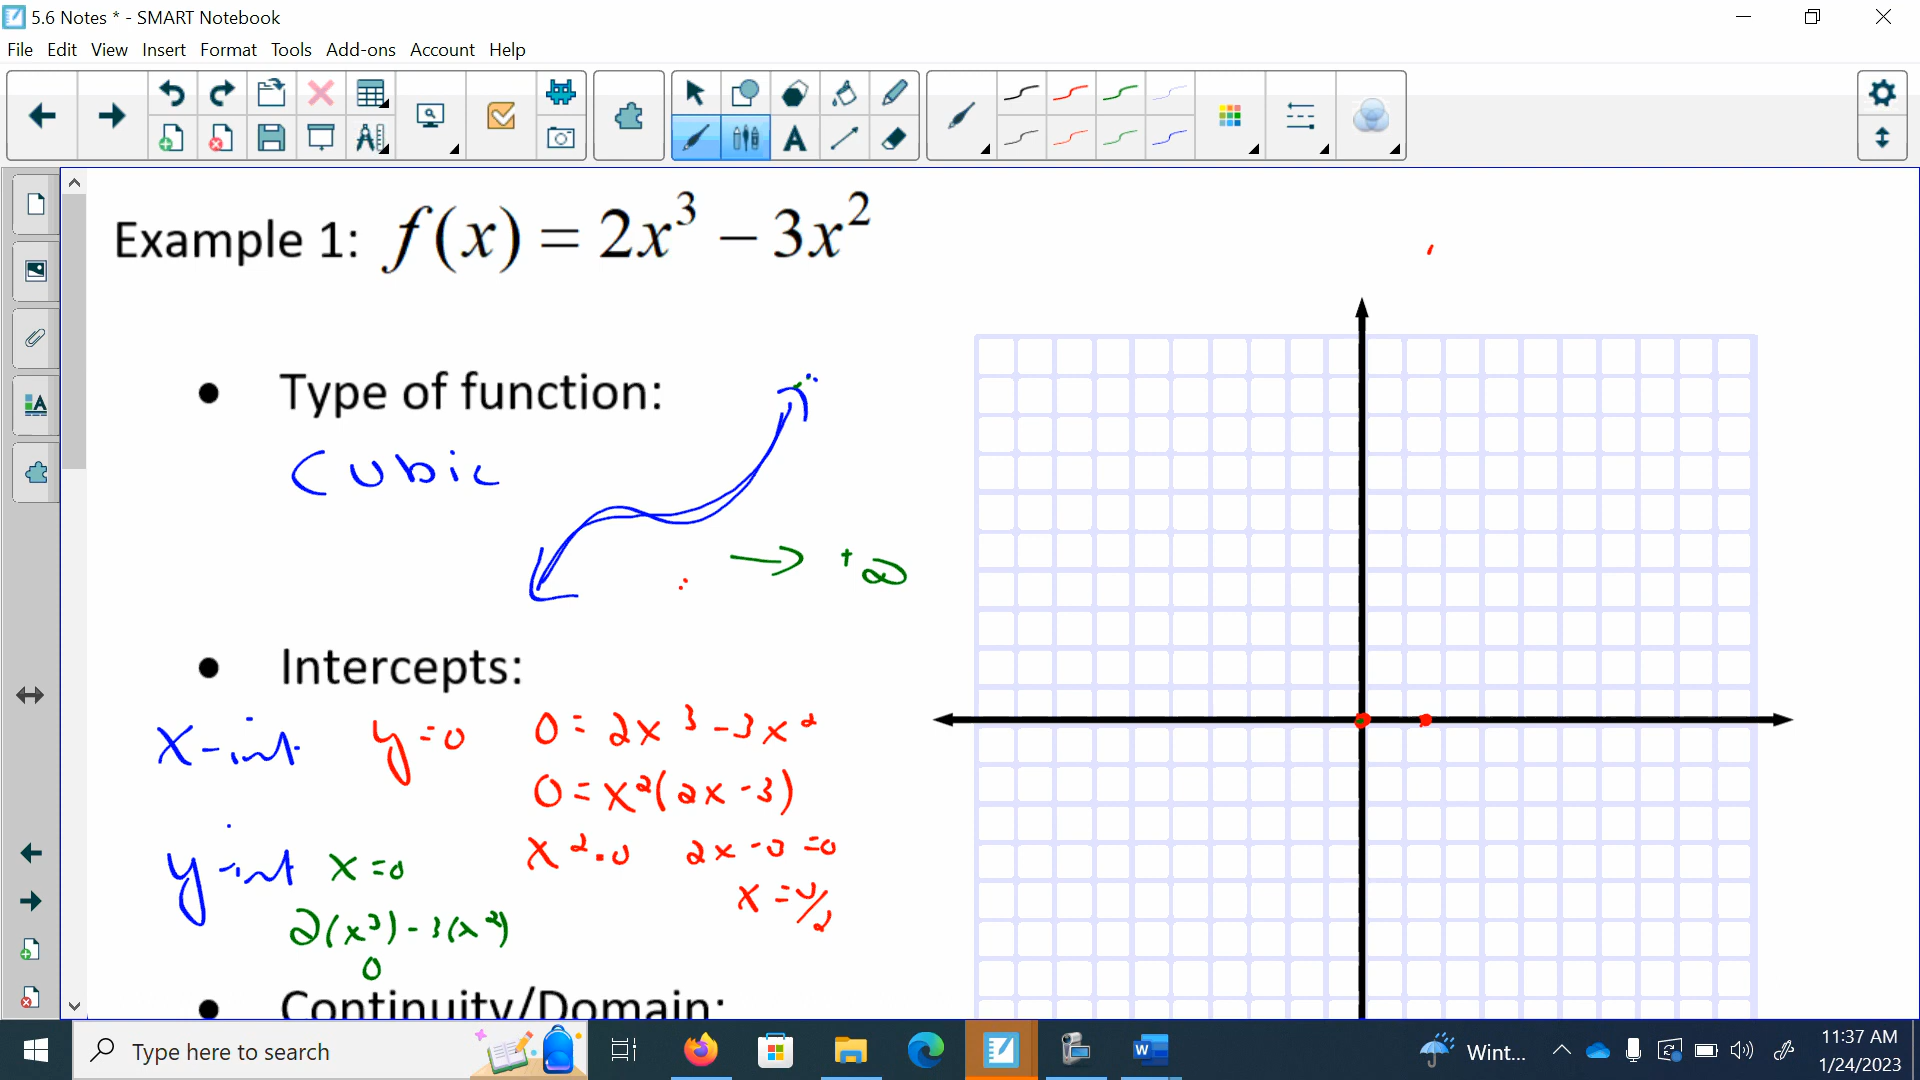 5.6 Notes * - SMART Notebook
File Edit View Insert Format Tools Add-ons Account Help
Example 1: f(x) = 2x³ − 3x²
• Type of function:
Cubic
→ +∞
• Intercepts:
x-int y=0 0 = 2x³ - 3x²
0 = x²(2x - 3)
y-int x=0 x² = 0 2x - 3 = 0
x = 3/2
2(x³) - 3(x²)
0
• Continuity/Domain:
Type here to search
Wint...
11:37 AM
1/24/2023